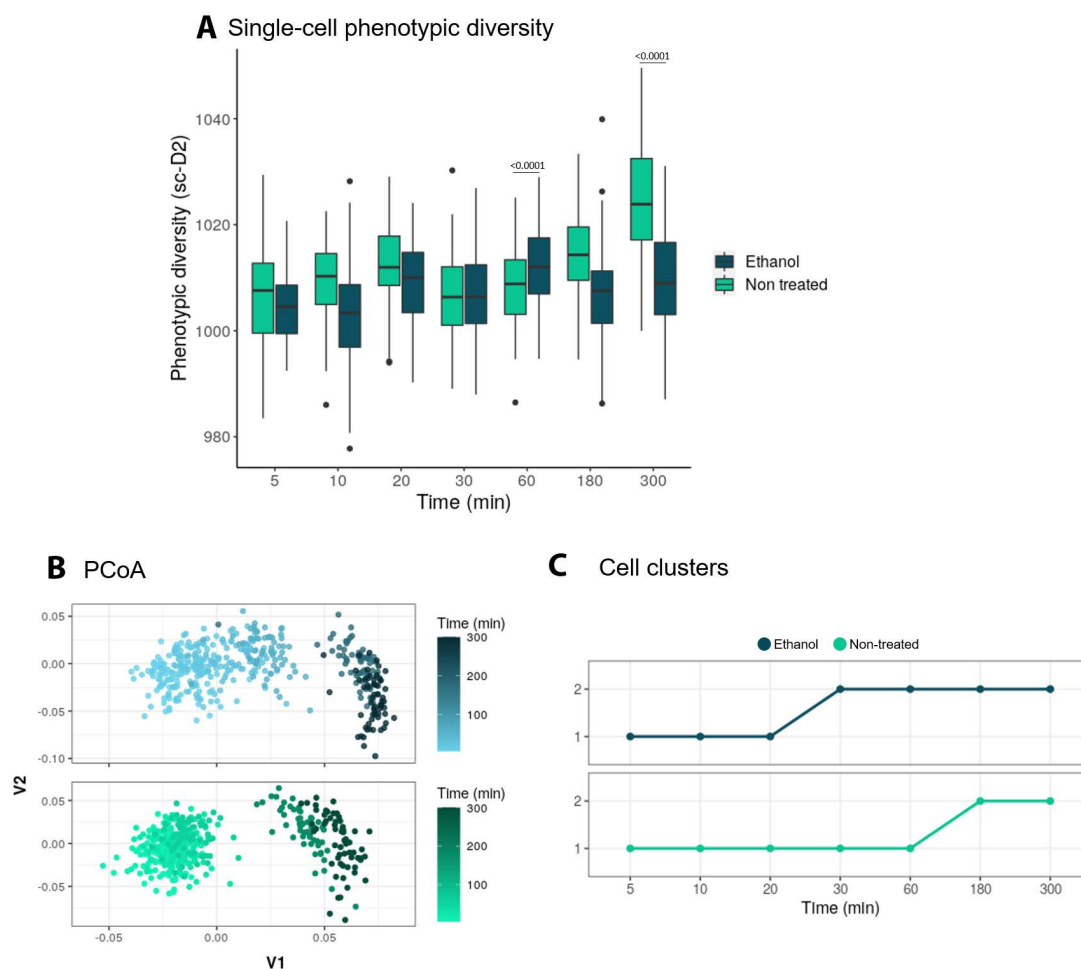 A Single-cell phenotypic diversity
<0.0001
<0.0001
Phenotypic diversity (sc-D2)
1040
1020
1000
980
5 10 20 30 60 180 300
Time (min)
Ethanol
Non treated
B PCoA
V2
0.05
0.00
-0.05
-0.10
Time (min)
300
200
100
0.05
0.00
-0.05
Time (min)
300
200
100
-0.05 0.00 0.05
V1
C Cell clusters
Ethanol Non-treated
2
1
2
1
5 10 20 30 60 180 300
TIme (min)